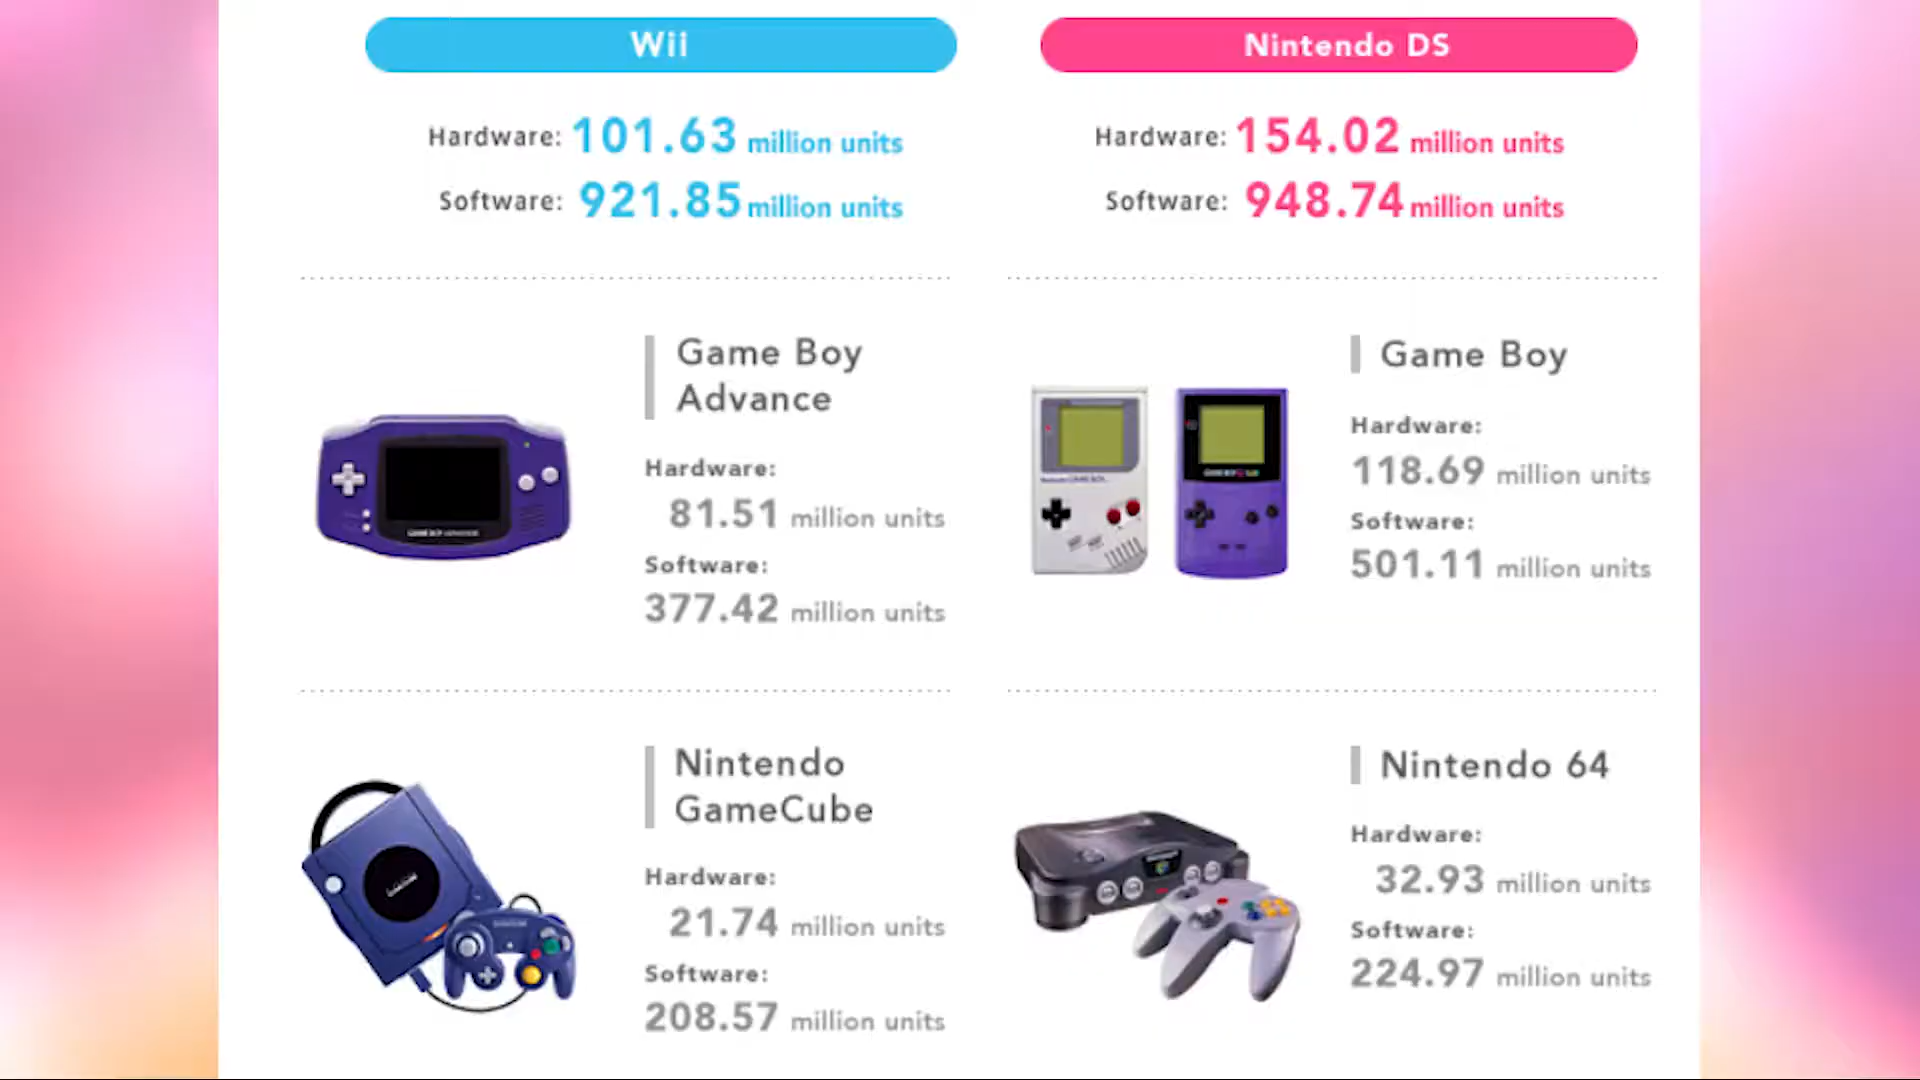 Wii
Hardware: 101.63 million units
Software: 921.85 million units
Nintendo DS
Hardware: 154.02 million units
Software: 948.74 million units
Game Boy
Advance
Hardware:
81.51 million units
Software:
377.42 million units
Game Boy
Hardware:
118.69 million units
Software:
501.11 million units
Nintendo
GameCube
Hardware:
21.74 million units
Software:
208.57 million units
Nintendo 64
Hardware:
32.93 million units
Software:
224.97 million units